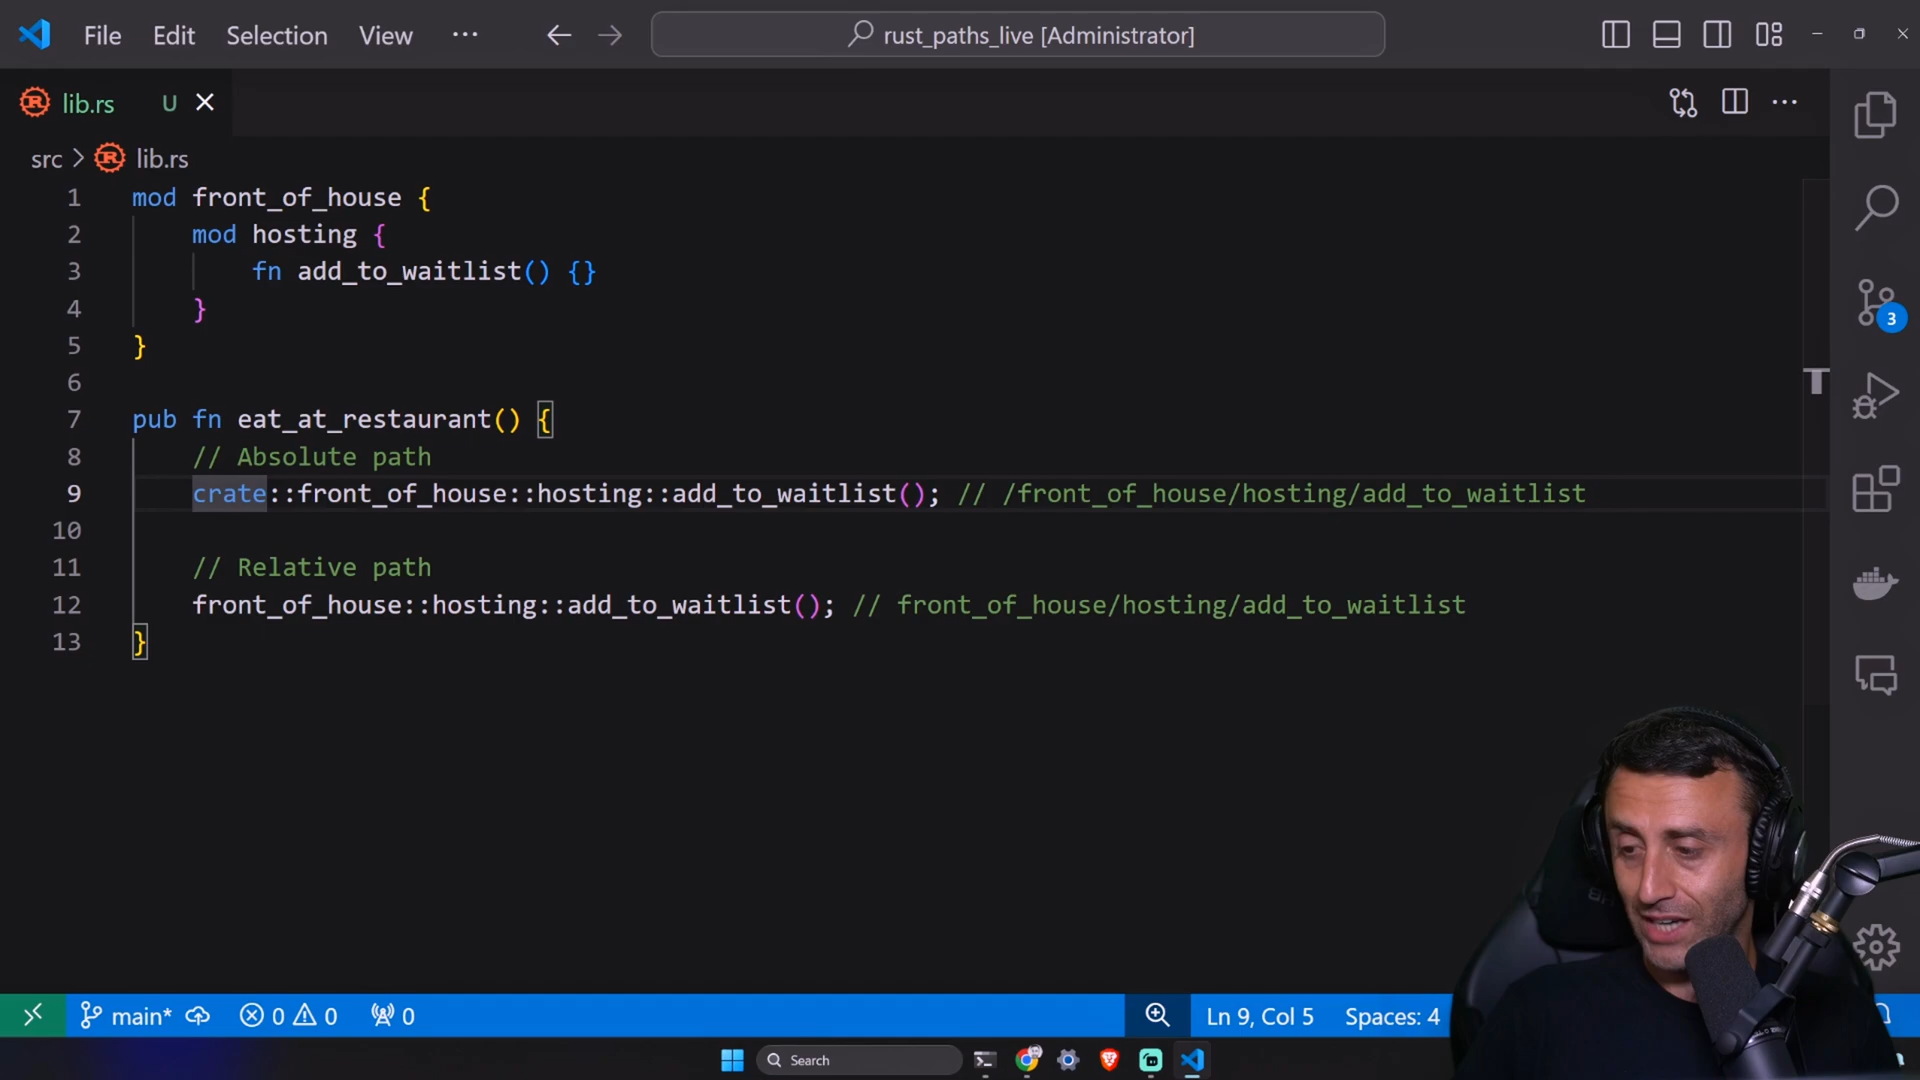 File Edit Selection View ··· rust_paths_live [Administrator]
lib.rs U
src > lib.rs
1 mod front_of_house {
2 mod hosting {
3 fn add_to_waitlist() {}
4 }
5 }
6
7 pub fn eat_at_restaurant() {
8 // Absolute path
9 crate::front_of_house::hosting::add_to_waitlist(); // /front_of_house/hosting/add_to_waitlist
10
11 // Relative path
12 front_of_house::hosting::add_to_waitlist(); // front_of_house/hosting/add_to_waitlist
13 }
3
main* 0 0 0 Ln 9, Col 5 Spaces: 4
Search